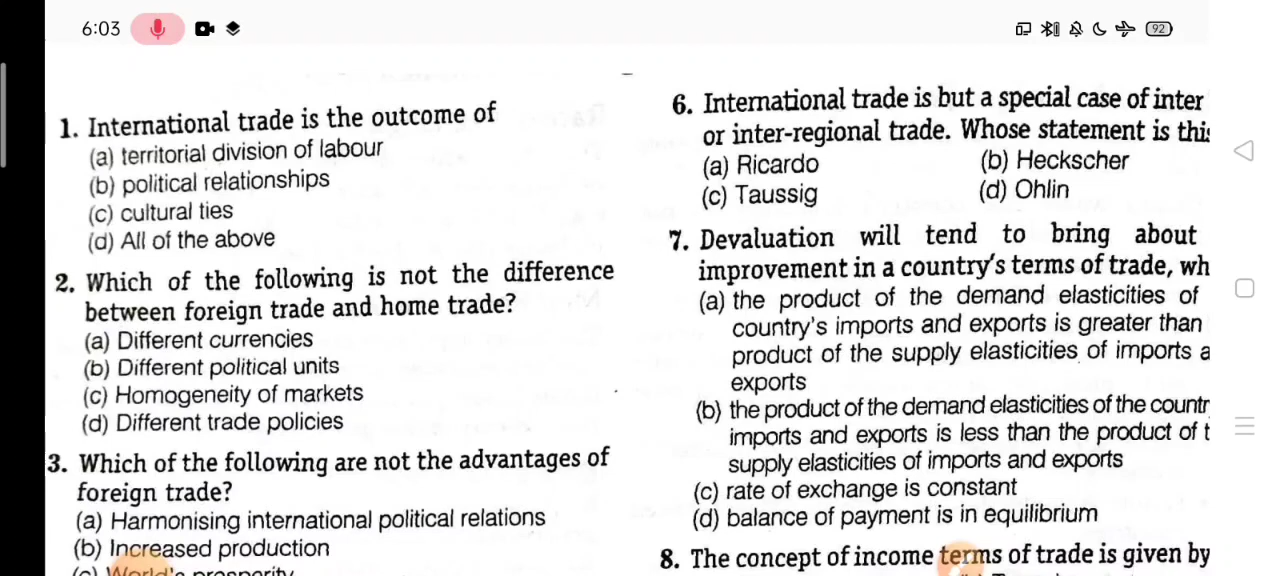 6:03
92
1. International trade is the outcome of
(a) territorial division of labour
(b) political relationships
(c) cultural ties
(d) All of the above
2. Which of the following is not the difference
between foreign trade and home trade?
(a) Different currencies
(b) Different political units
(c) Homogeneity of markets
(d) Different trade policies
3. Which of the following are not the advantages of
foreign trade?
(a) Harmonising international political relations
(b) Increased production
(c) World's prosperity
6. International trade is but a special case of inter
or inter-regional trade. Whose statement is this
(a) Ricardo (b) Heckscher
(c) Taussig (d) Ohlin
7. Devaluation will tend to bring about
improvement in a country's terms of trade, wh
(a) the product of the demand elasticities of
country's imports and exports is greater than
product of the supply elasticities of imports a
exports
(b) the product of the demand elasticities of the countr
imports and exports is less than the product of t
supply elasticities of imports and exports
(c) rate of exchange is constant
(d) balance of payment is in equilibrium
8. The concept of income terms of trade is given by